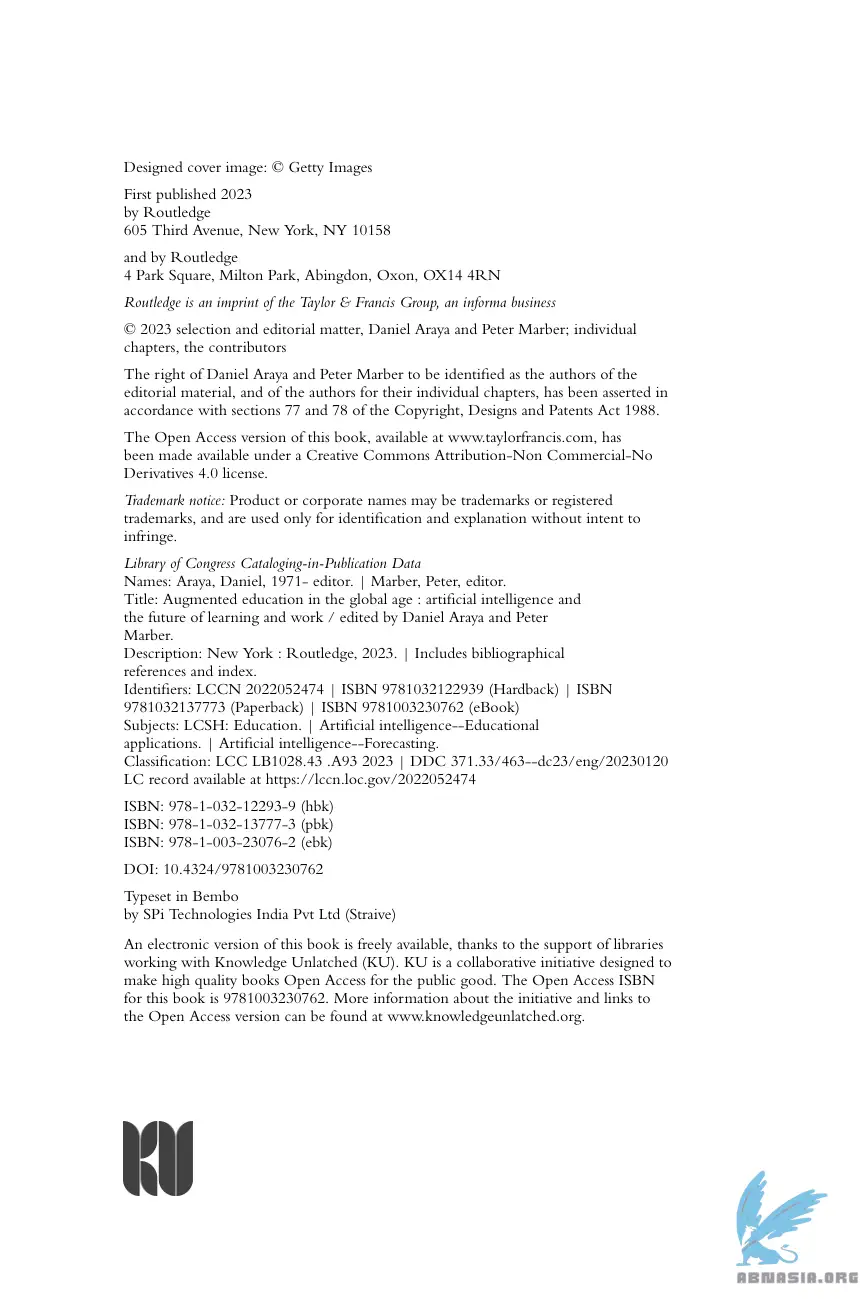 Designed cover image: © Getty Images
First published 2023
by Routledge
605 Third Avenue, New York, NY 10158
and by Routledge
4 Park Square, Milton Park, Abingdon, Oxon, OX14 4RN
Routledge is an imprint of the Taylor & Francis Group, an informa business
© 2023 selection and editorial matter, Daniel Araya and Peter Marber; individual
chapters, the contributors
The right of Daniel Araya and Peter Marber to be identified as the authors of the
editorial material, and of the authors for their individual chapters, has been asserted in
accordance with sections 77 and 78 of the Copyright, Designs and Patents Act 1988.
The Open Access version of this book, available at www.taylorfrancis.com, has
been made available under a Creative Commons Attribution-Non Commercial-No
Derivatives 4.0 license.
Trademark notice: Product or corporate names may be trademarks or registered
trademarks, and are used only for identification and explanation without intent to
infringe.
Library of Congress Cataloging-in-Publication Data
Names: Araya, Daniel, 1971- editor. | Marber, Peter, editor.
Title: Augmented education in the global age : artificial intelligence and
the future of learning and work / edited by Daniel Araya and Peter
Marber.
Description: New York : Routledge, 2023. | Includes bibliographical
references and index.
Identifiers: LCCN 2022052474 | ISBN 9781032122939 (Hardback) | ISBN
9781032137773 (Paperback) | ISBN 9781003230762 (eBook)
Subjects: LCSH: Education. | Artificial intelligence--Educational
applications. | Artificial intelligence--Forecasting.
Classification: LCC LB1028.43 .A93 2023 | DDC 371.33/463--dc23/eng/20230120
LC record available at https://lccn.loc.gov/2022052474
ISBN: 978-1-032-12293-9 (hbk)
ISBN: 978-1-032-13777-3 (pbk)
ISBN: 978-1-003-23076-2 (ebk)
DOI: 10.4324/9781003230762
Typeset in Bembo
by SPi Technologies India Pvt Ltd (Straive)
An electronic version of this book is freely available, thanks to the support of libraries
working with Knowledge Unlatched (KU). KU is a collaborative initiative designed to
make high quality books Open Access for the public good. The Open Access ISBN
for this book is 9781003230762. More information about the initiative and links to
the Open Access version can be found at www.knowledgeunlatched.org.
KU
ABNASIA.ORG